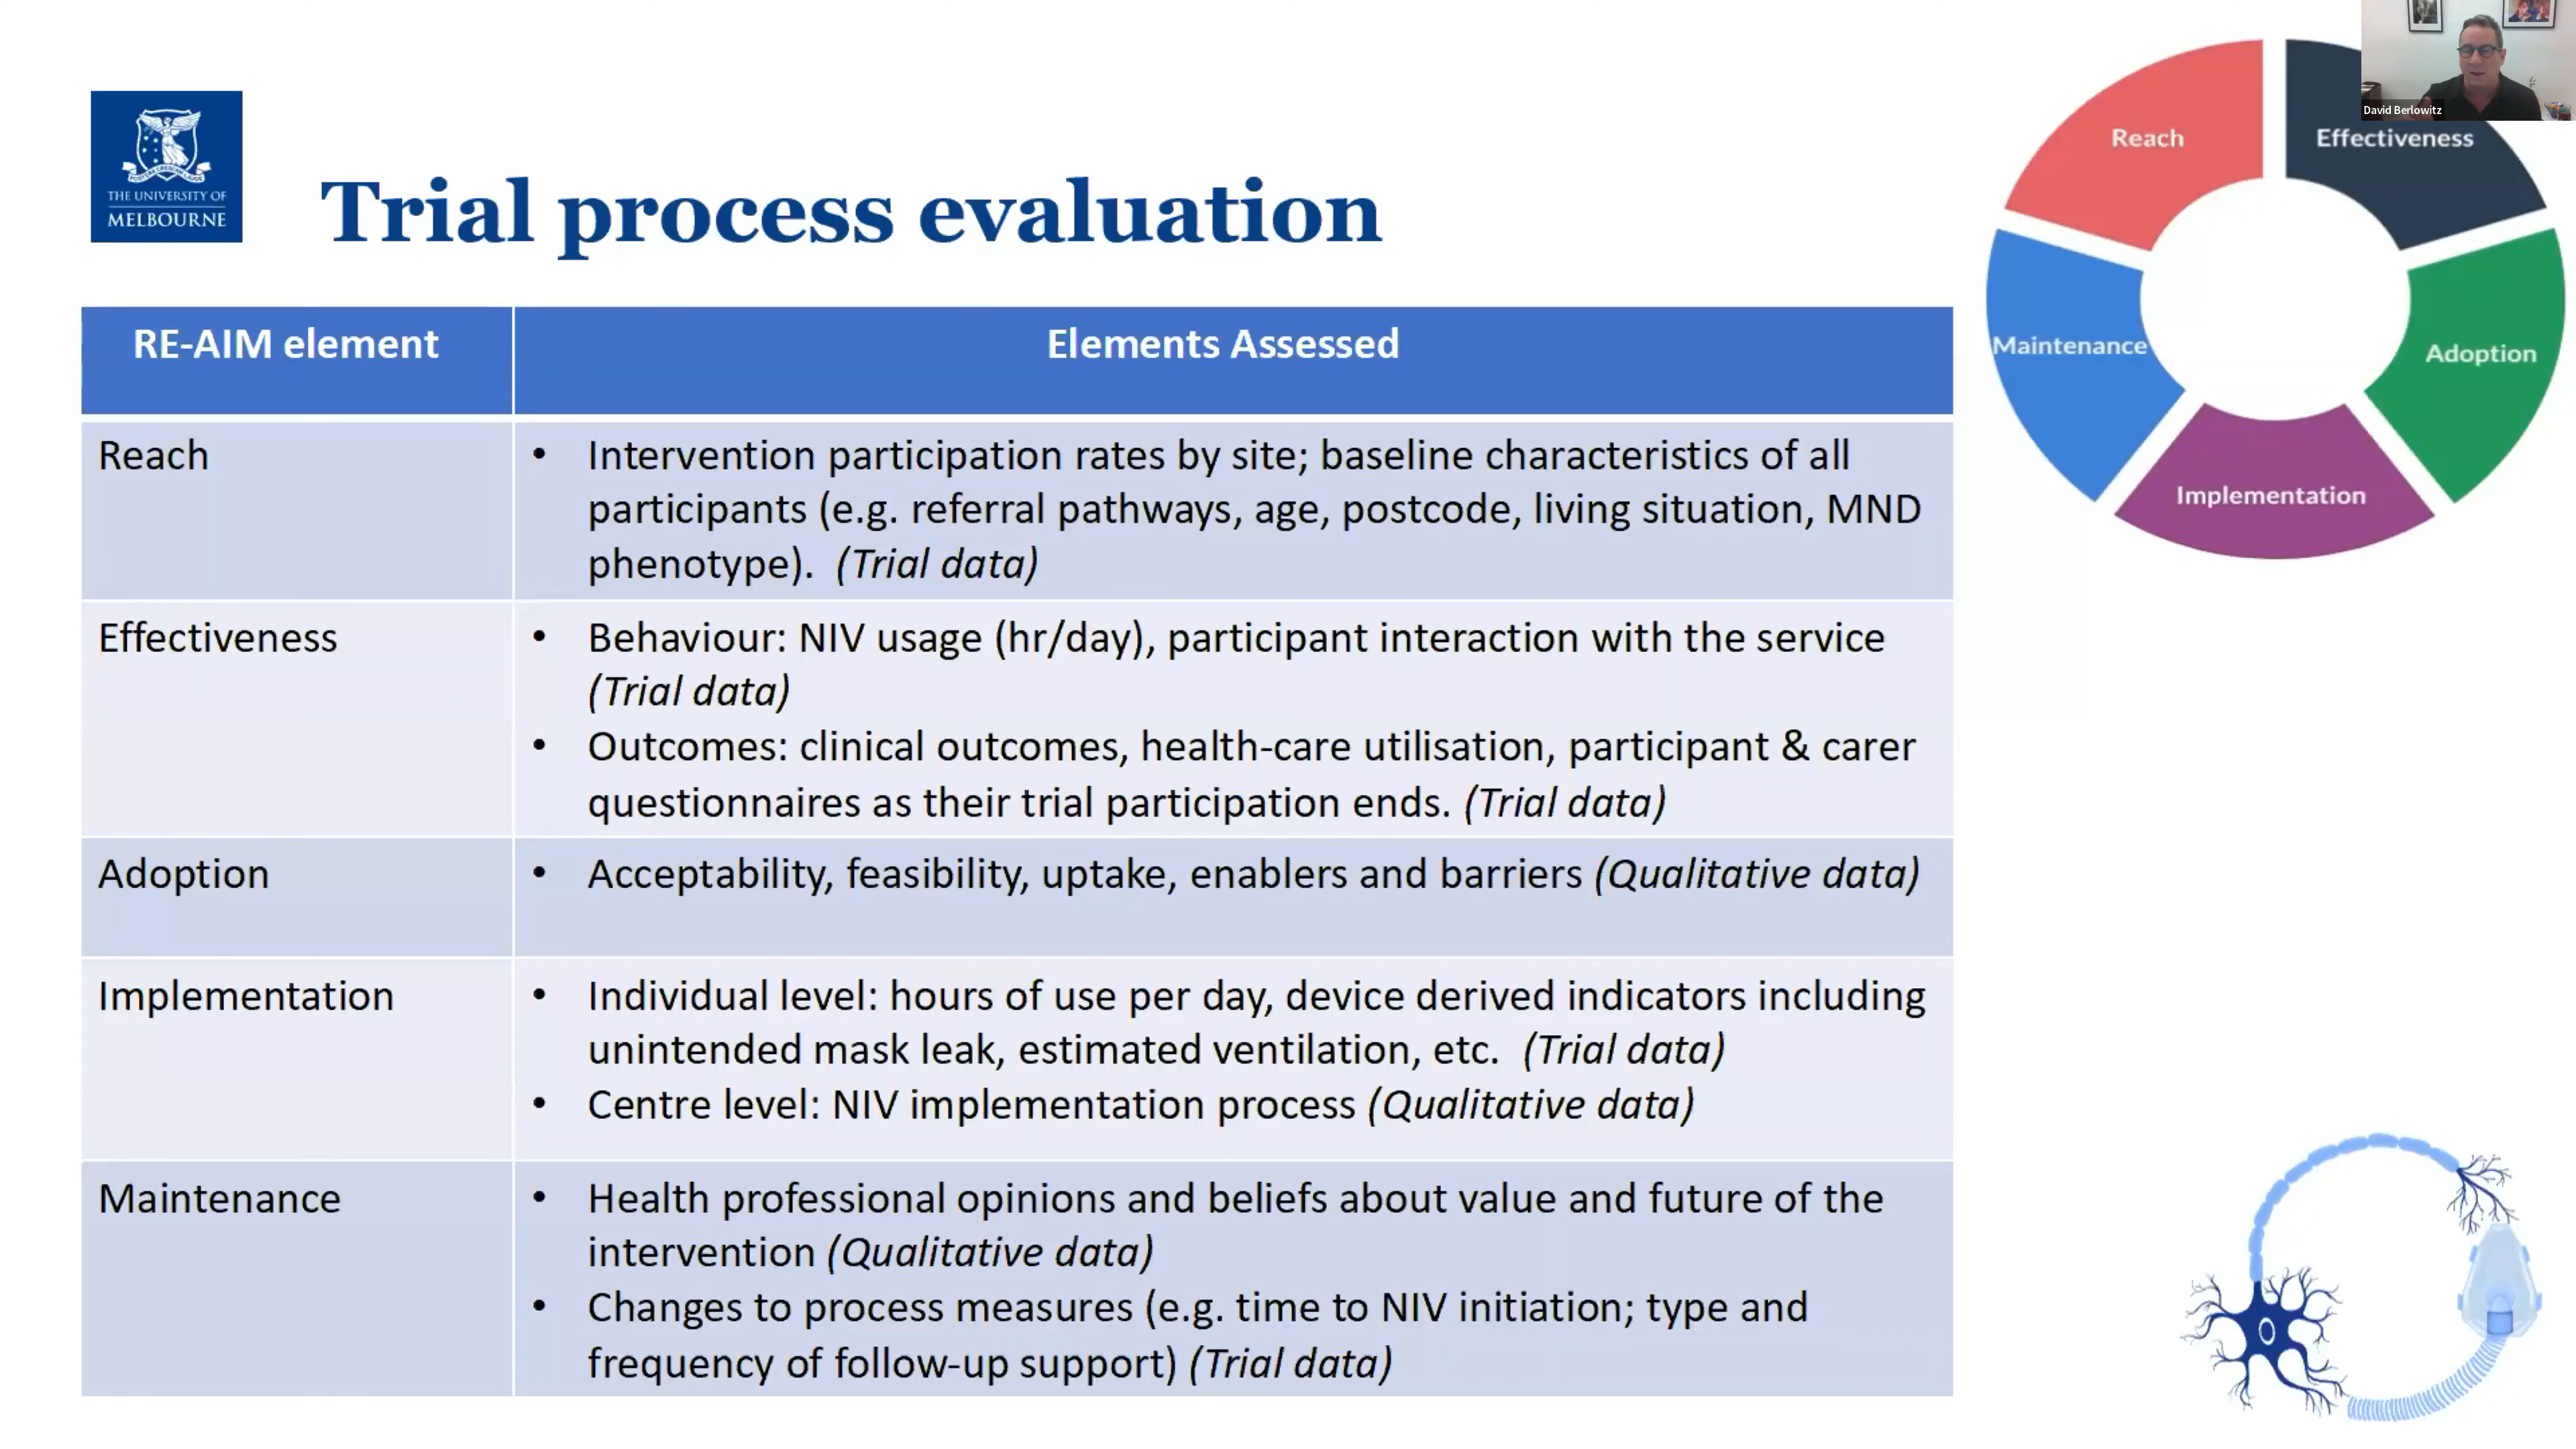 THE UNIVERSITY OF
MELBOURNE
Trial process evaluation
Reach
Effectiveness
Maintenance
Adoption
Implementation
David Berlowitz
RE-AIM element
Elements Assessed
Reach
• Intervention participation rates by site; baseline characteristics of all
participants (e.g. referral pathways, age, postcode, living situation, MND
phenotype). (Trial data)
Effectiveness
• Behaviour: NIV usage (hr/day), participant interaction with the service
(Trial data)
• Outcomes: clinical outcomes, health-care utilisation, participant & carer
questionnaires as their trial participation ends. (Trial data)
Adoption
• Acceptability, feasibility, uptake, enablers and barriers (Qualitative data)
Implementation
• Individual level: hours of use per day, device derived indicators including
unintended mask leak, estimated ventilation, etc. (Trial data)
• Centre level: NIV implementation process (Qualitative data)
Maintenance
• Health professional opinions and beliefs about value and future of the
intervention (Qualitative data)
• Changes to process measures (e.g. time to NIV initiation; type and
frequency of follow-up support) (Trial data)